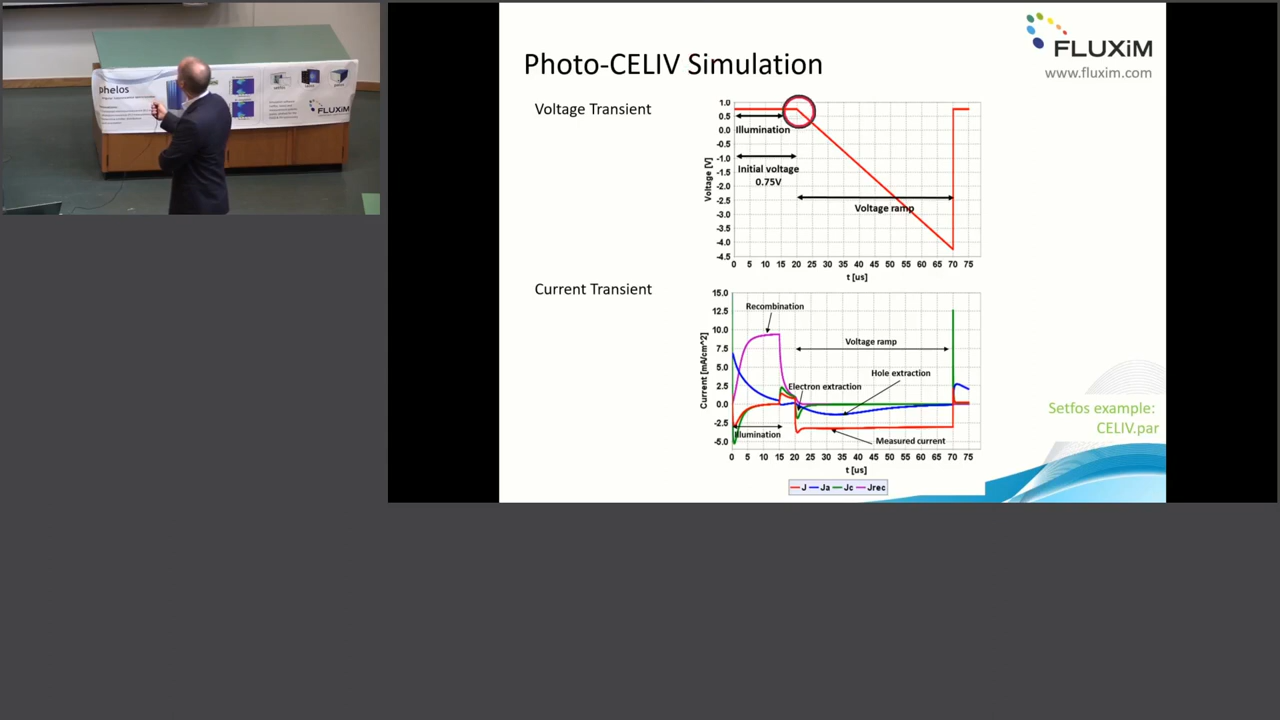 Photo-CELIV Simulation
FLUXiM
www.fluxim.com
Voltage Transient
Voltage [V]
1.0
0.5
0.0
-0.5
-1.0
-1.5
-2.0
-2.5
-3.0
-3.5
-4.0
-4.5
Illumination
Initial voltage
0.75V
Voltage ramp
0 5 10 15 20 25 30 35 40 45 50 55 60 65 70 75
t [us]
Current Transient
Current [mA/cm^2]
15.0
12.5
10.0
7.5
5.0
2.5
0.0
-2.5
-5.0
Recombination
Voltage ramp
Hole extraction
Electron extraction
Illumination
Measured current
0 5 10 15 20 25 30 35 40 45 50 55 60 65 70 75
t [us]
J Ja Jc Jrec
Setfos example:
CELIV.par
phelos
FLUXiM